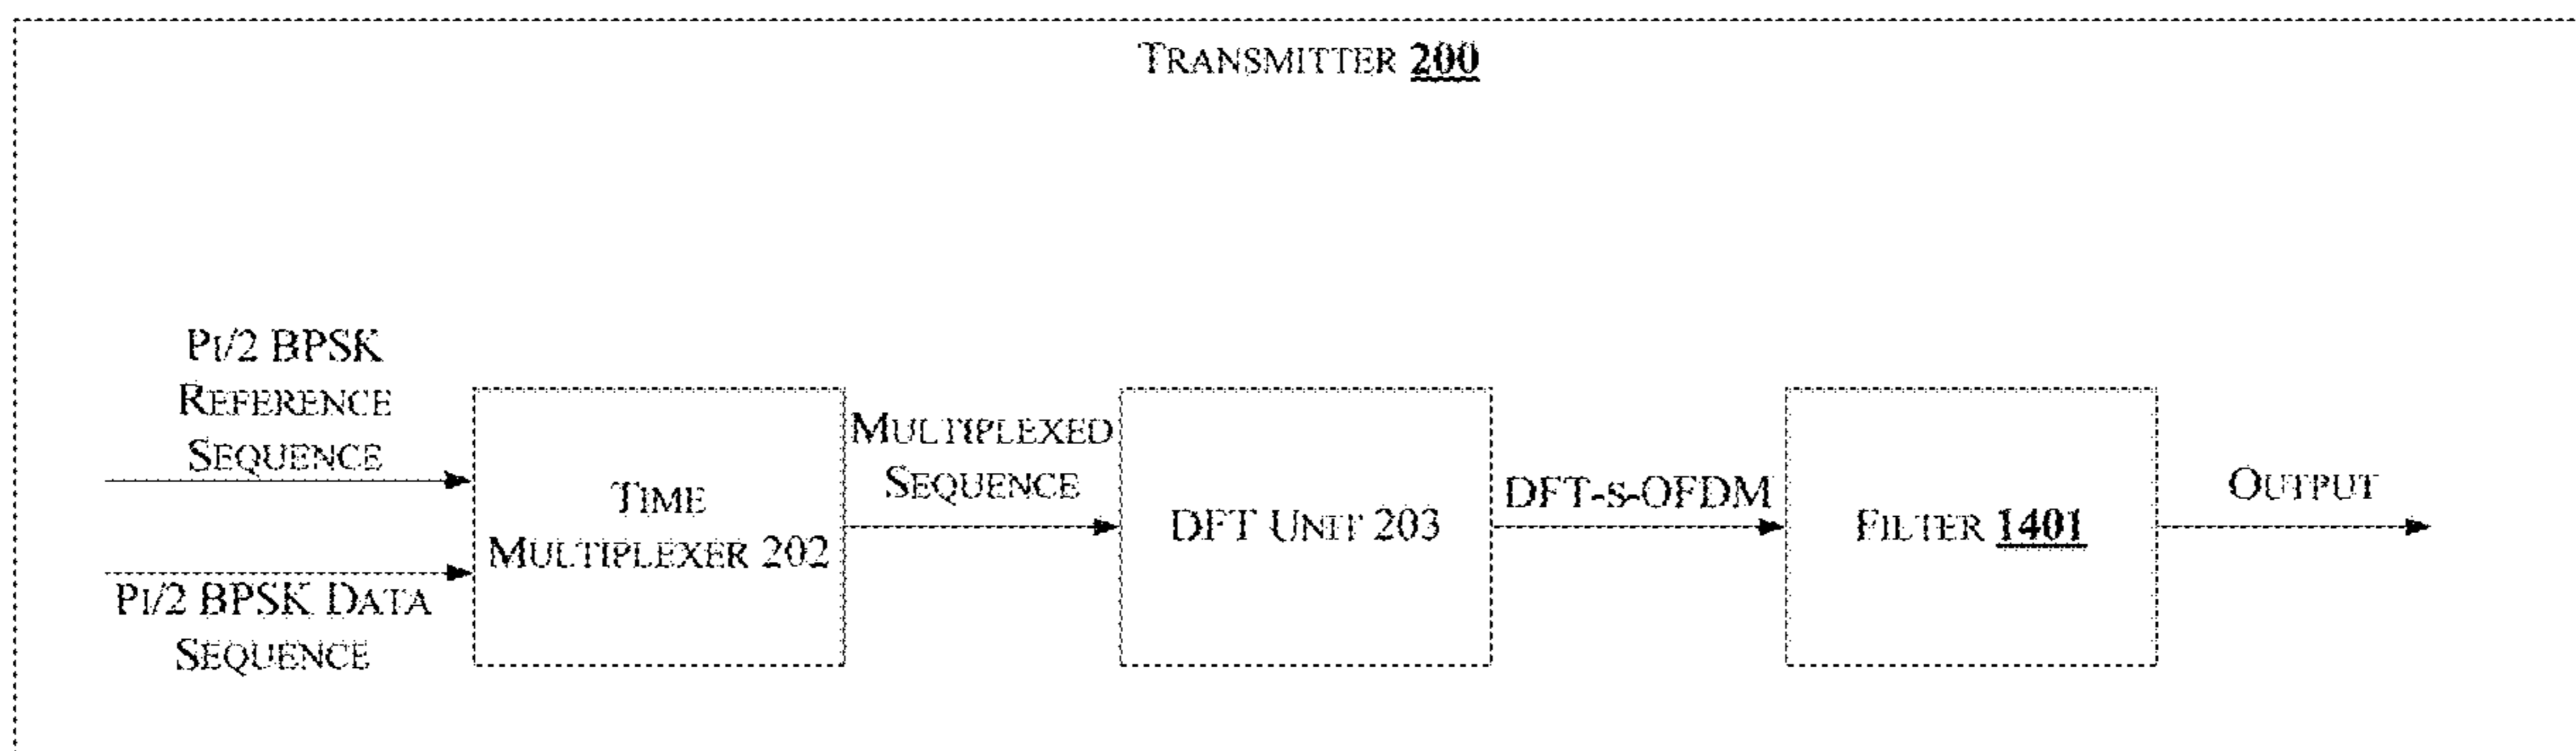 TRANSMITTER 200
PI/2 BPSK
REFERENCE
SEQUENCE
PI/2 BPSK DATA
SEQUENCE
TIME
MULTIPLEXER 202
MULTIPLEXED
SEQUENCE
DFT UNIT 203
DFT-S-OFDM
FILTER 1401
OUTPUT